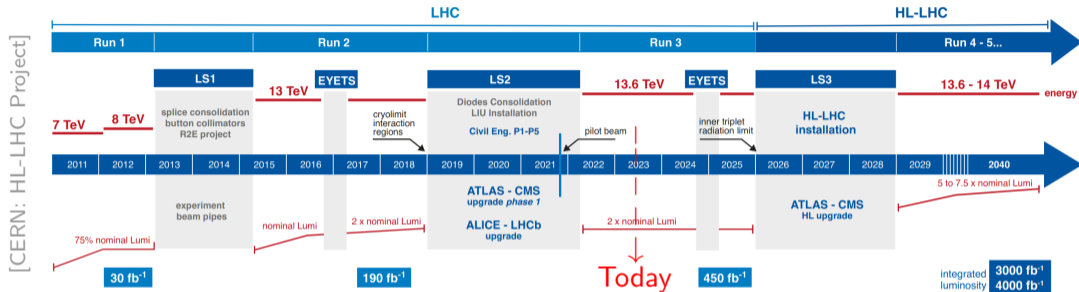 [CERN: HL-LHC Project]
LHC
HL-LHC
Run 1
Run 2
Run 3
Run 4 - 5...
LS1
EYETS
LS2
EYETS
LS3
13 TeV
13.6 TeV
13.6 - 14 TeV
energy
7 TeV
8 TeV
splice consolidation
button collimators
R2E project
cryolimit
interaction
regions
Diodes Consolidation
LIU Installation
Civil Eng. P1-P5
pilot beam
inner triplet
radiation limit
HL-LHC
installation
2011
2012
2013
2014
2015
2016
2017
2018
2019
2020
2021
2022
2023
2024
2025
2026
2027
2028
2029
2040
experiment
beam pipes
ATLAS - CMS
upgrade phase 1
ALICE - LHCb
upgrade
ATLAS - CMS
HL upgrade
5 to 7.5 x nominal Lumi
75% nominal Lumi
nominal Lumi
2 x nominal Lumi
2 x nominal Lumi
30 fb⁻¹
190 fb⁻¹
Today
450 fb⁻¹
integrated
luminosity
3000 fb⁻¹
4000 fb⁻¹